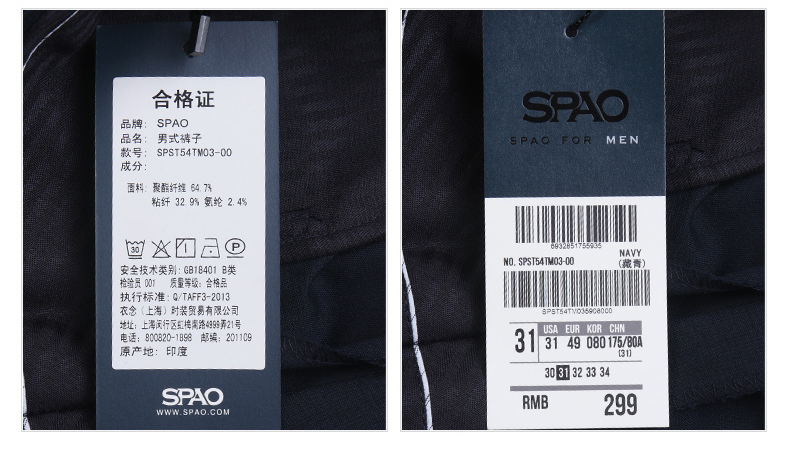 合格证
品牌: SPAO
品名: 男式裤子
款号: SPST54TM03-00
成分:
面料: 聚酯纤维 64.7%
粘纤 32.9% 氨纶 2.4%
30
P
安全技术类别: GB18401 B类
检验员 001 质量等级: 合格品
执行标准: Q/TAFF3-2013
衣念(上海)时装贸易有限公司
地址: 上海闵行区虹梅南路4999弄21号
电话: 800820-1898 邮编: 201109
原产地: 印度
SPAO
WWW.SPAO.COM
SPAO
SPAO FOR MEN
6932851755935
NAVY
NO. SPST54TM03-00 (藏青)
SPST54TM035908000
31 USA EUR KOR CHN
31 49 080 175/80A
(31)
30 31 32 33 34
RMB 299